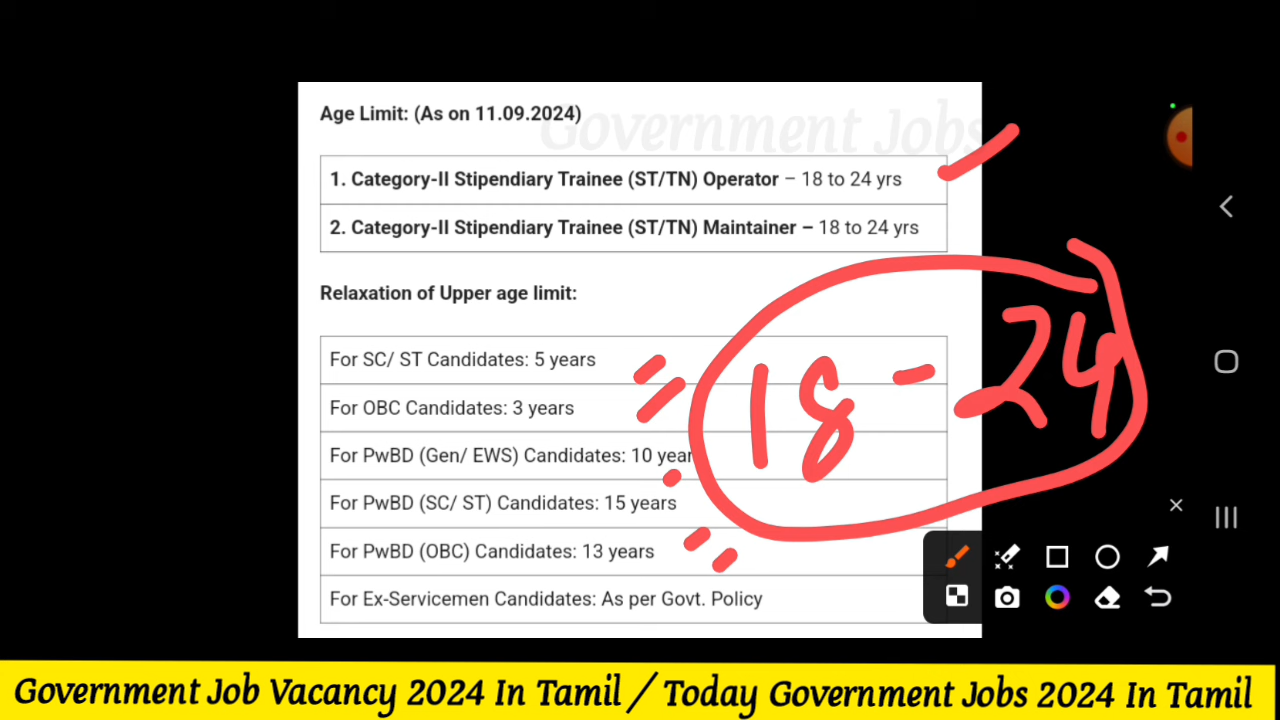 Government Jobs
Age Limit: (As on 11.09.2024)
1. Category-II Stipendiary Trainee (ST/TN) Operator – 18 to 24 yrs
2. Category-II Stipendiary Trainee (ST/TN) Maintainer – 18 to 24 yrs
Relaxation of Upper age limit:
For SC/ ST Candidates: 5 years
For OBC Candidates: 3 years
18 - 24
For PwBD (Gen/ EWS) Candidates: 10 year
For PwBD (SC/ ST) Candidates: 15 years
For PwBD (OBC) Candidates: 13 years
For Ex-Servicemen Candidates: As per Govt. Policy
Government Job Vacancy 2024 In Tamil / Today Government Jobs 2024 In Tamil